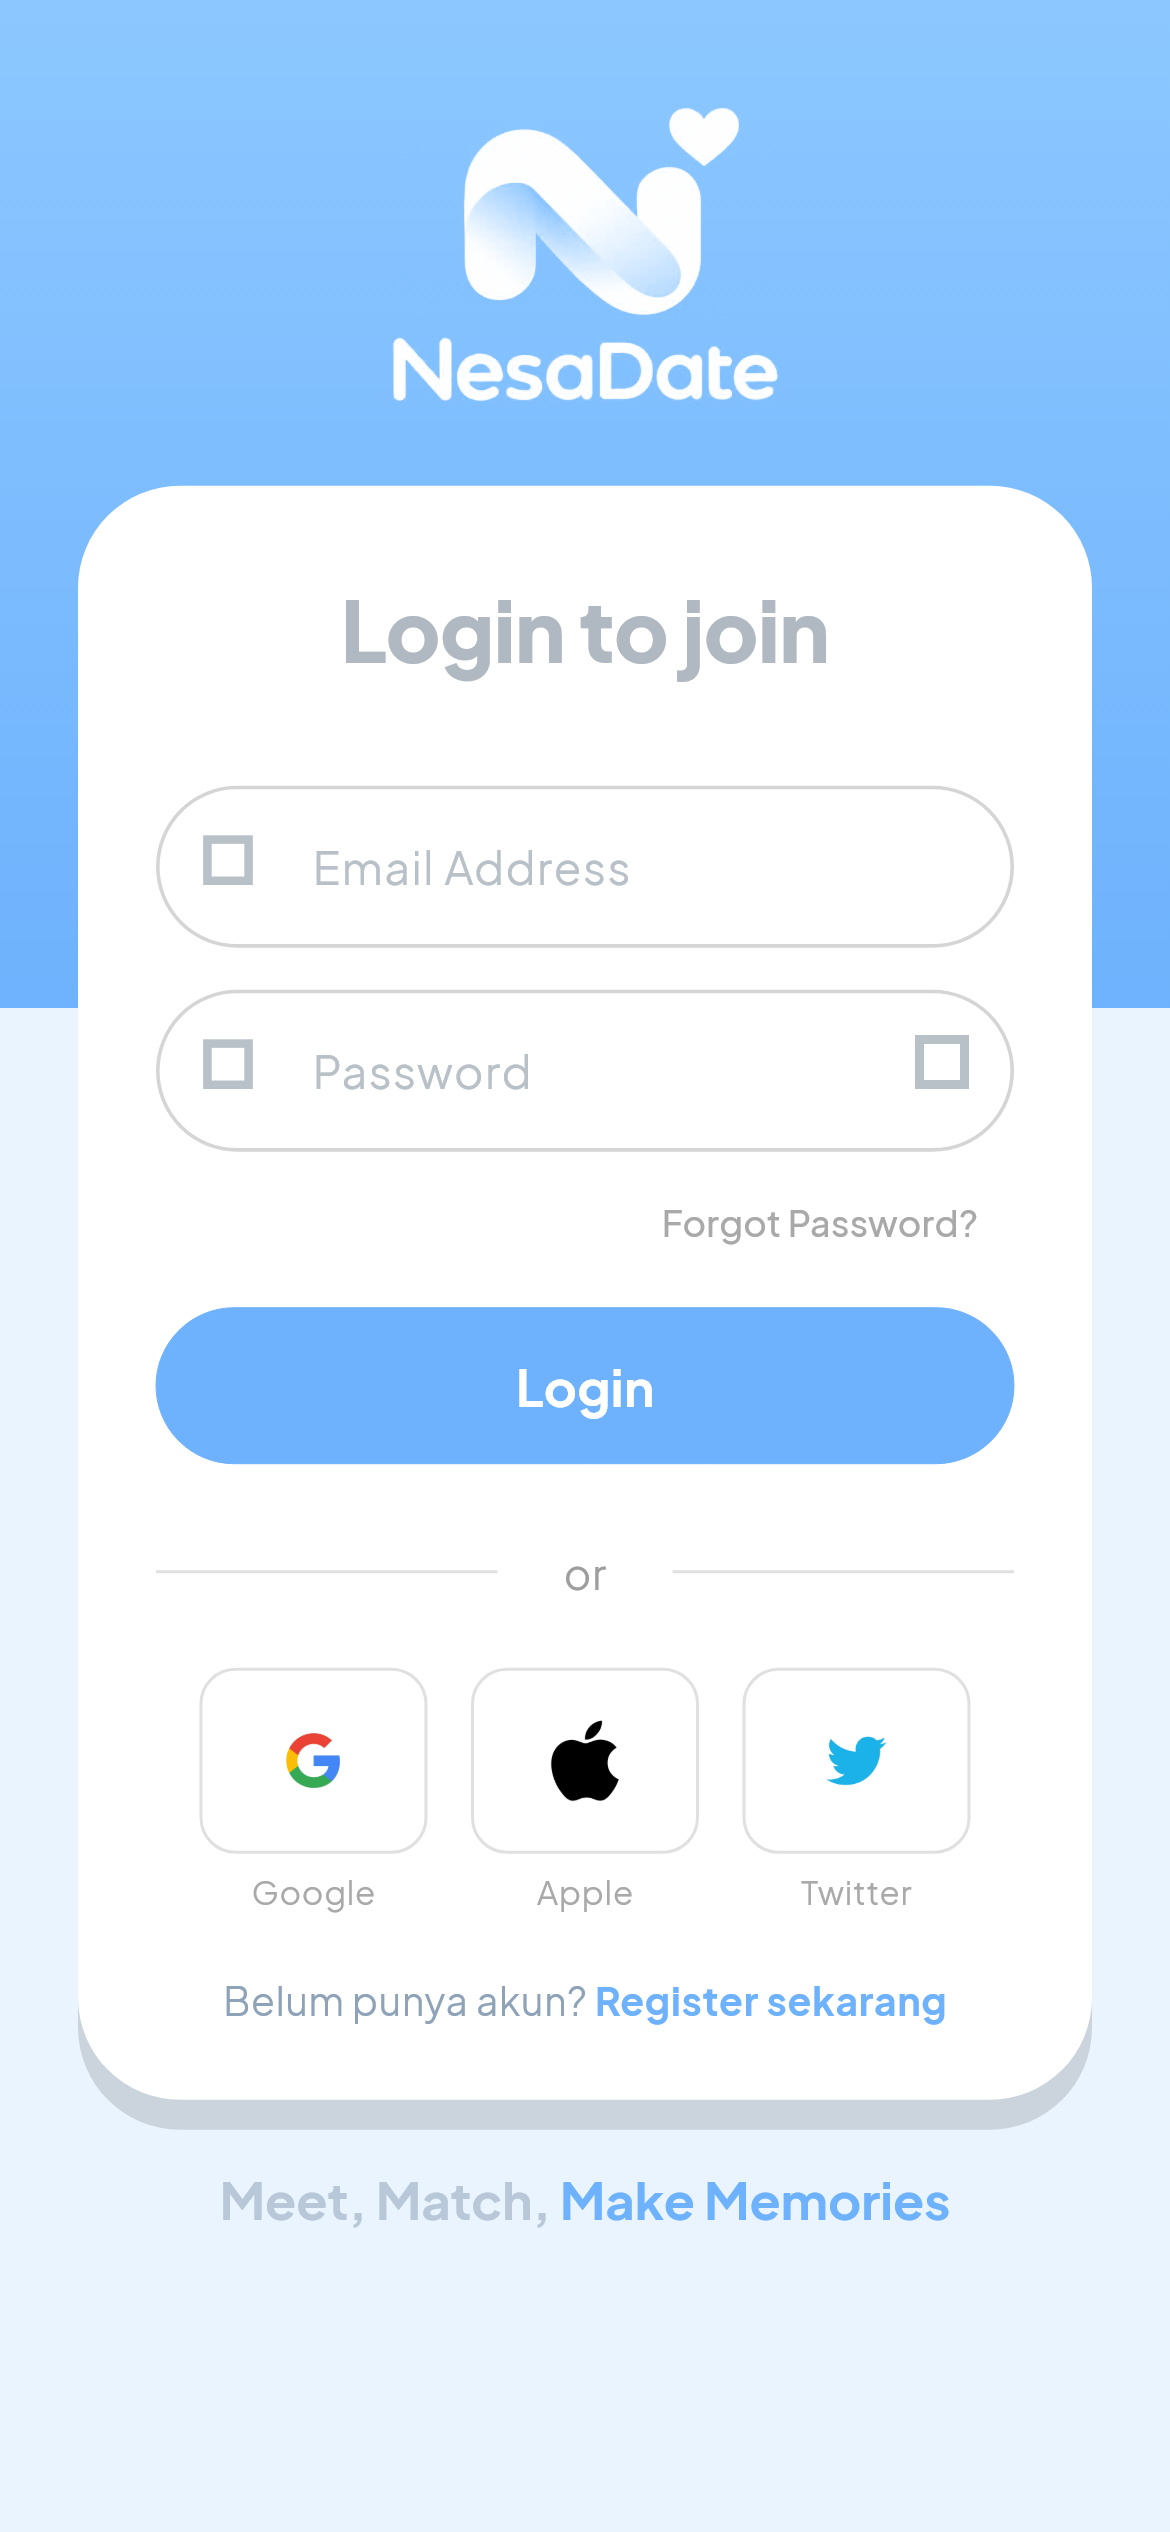 NesaDate
Login to join
Email Address
Password
Forgot Password?
Login
or
Google
Apple
Twitter
Belum punya akun? Register sekarang
Meet, Match, Make Memories